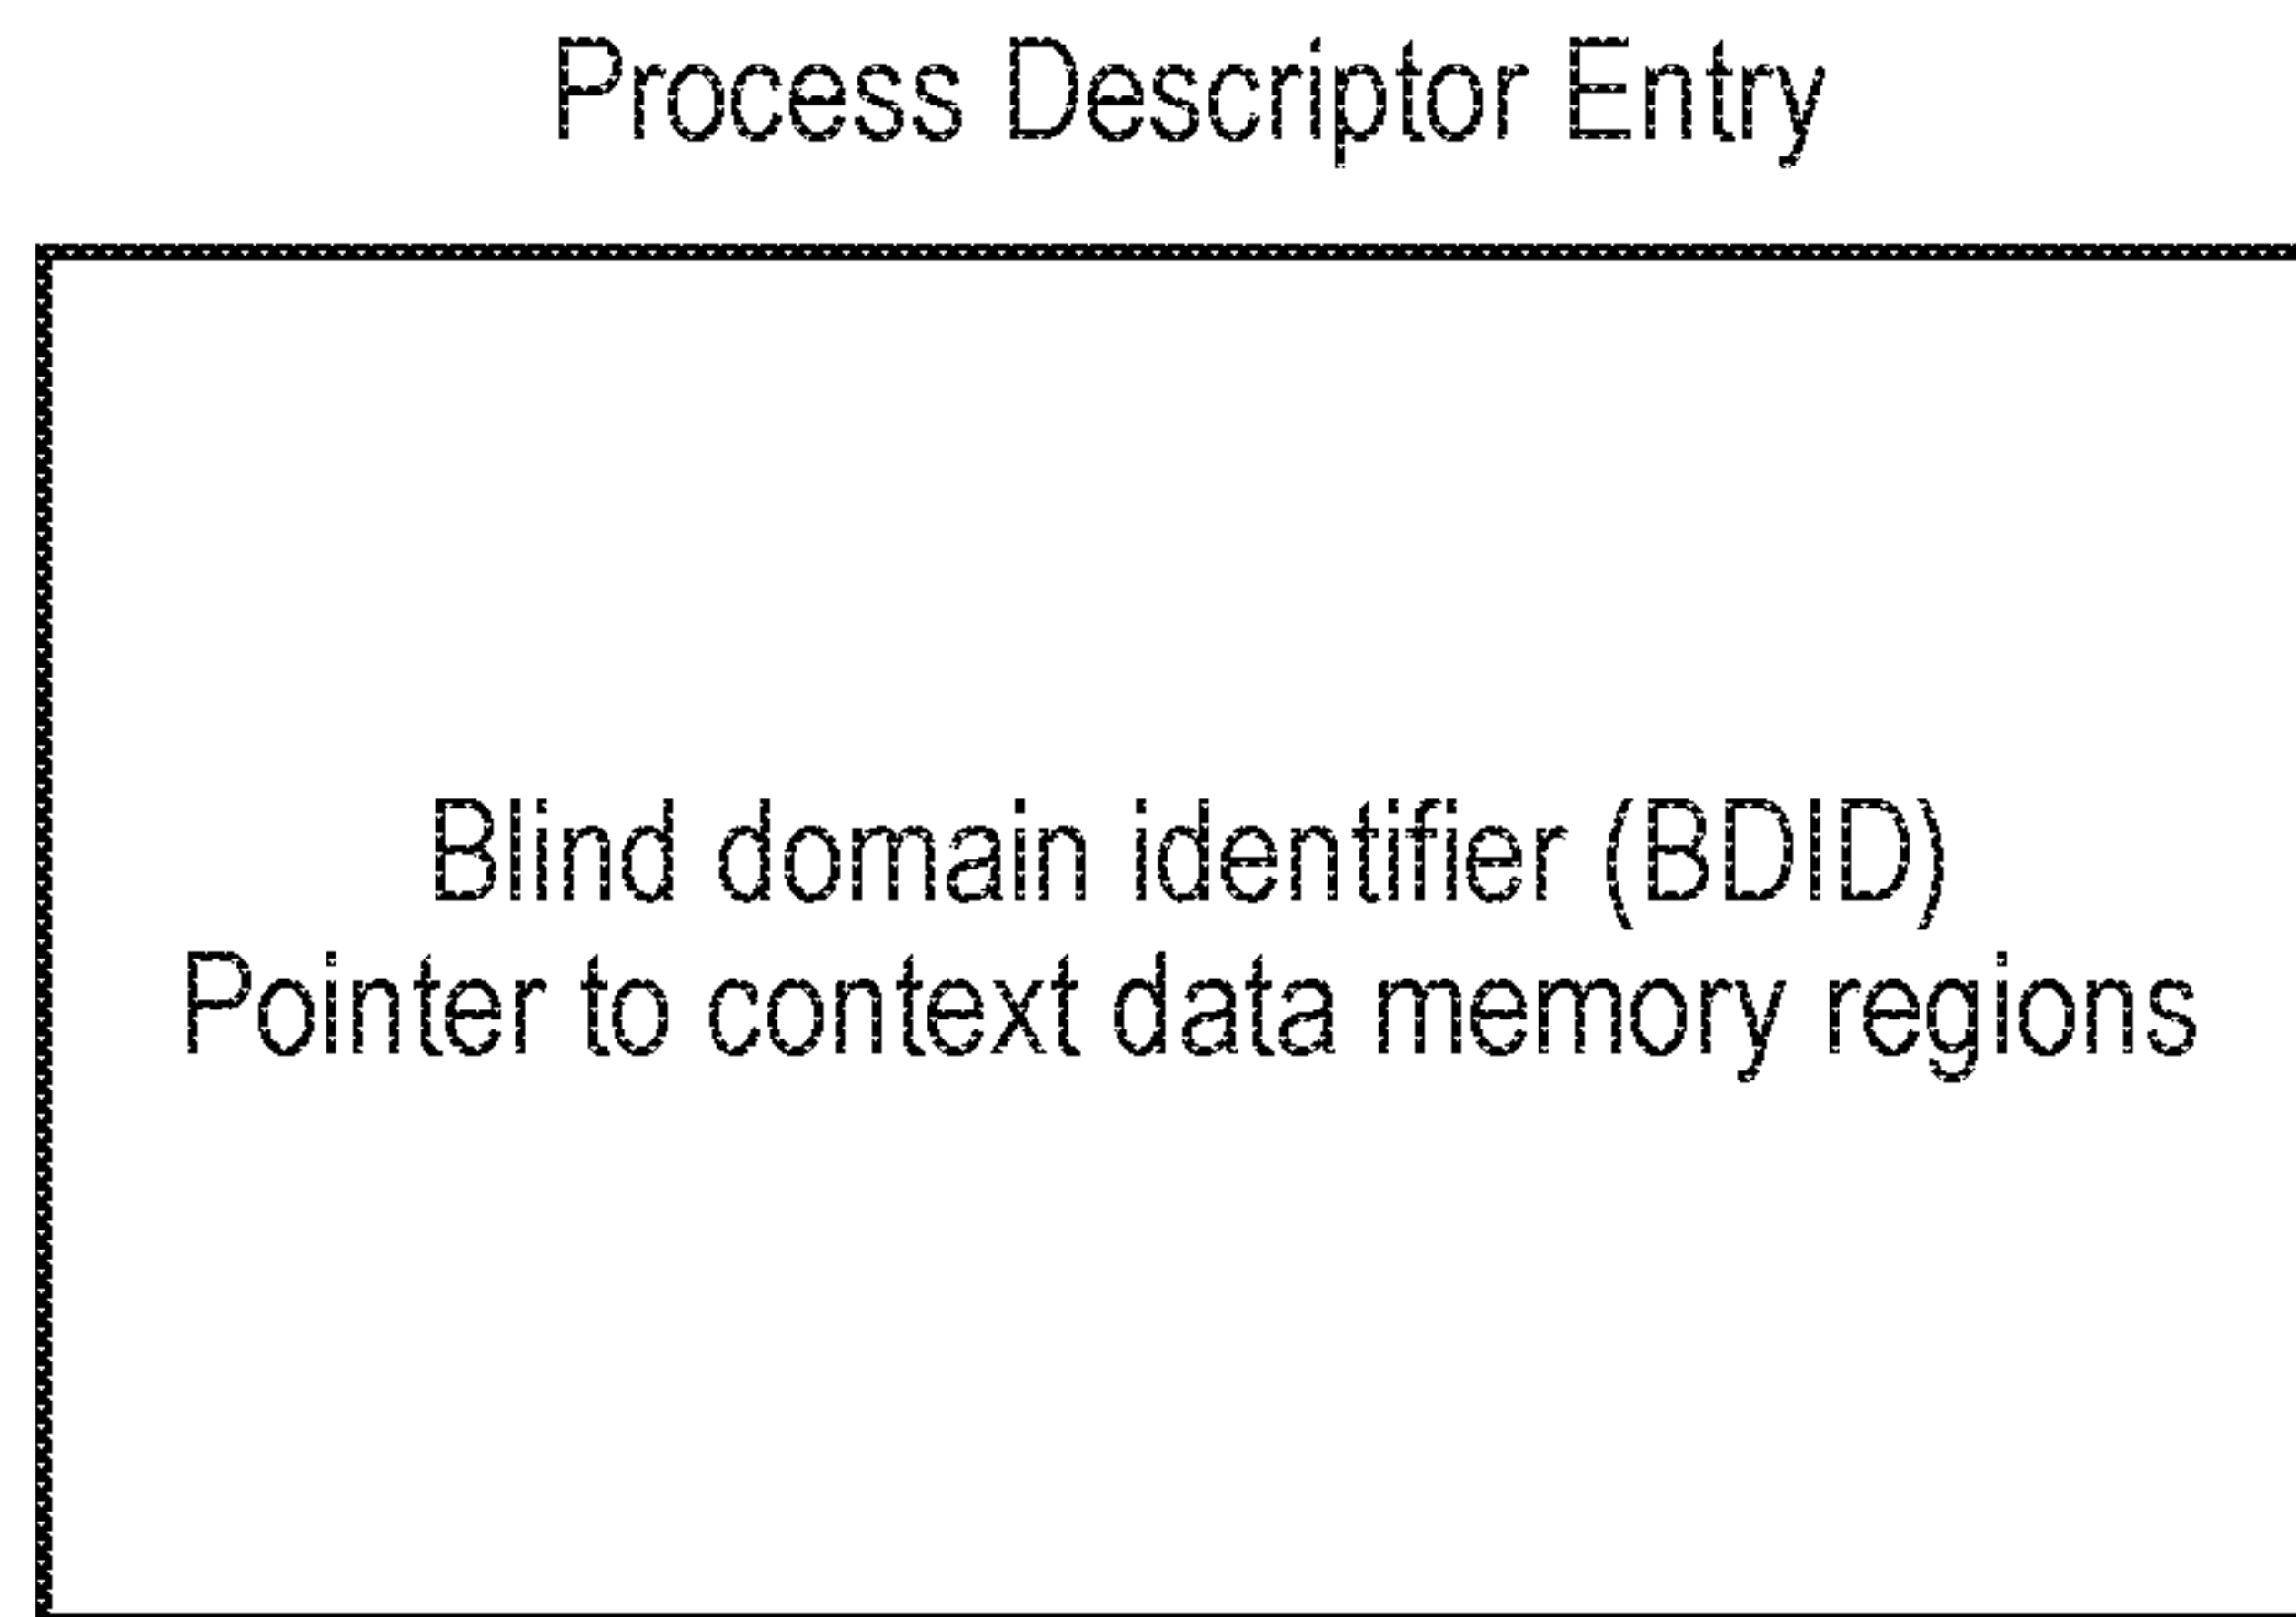 Process Descriptor Entry
Blind domain identifier (BDID)
Pointer to context data memory regions